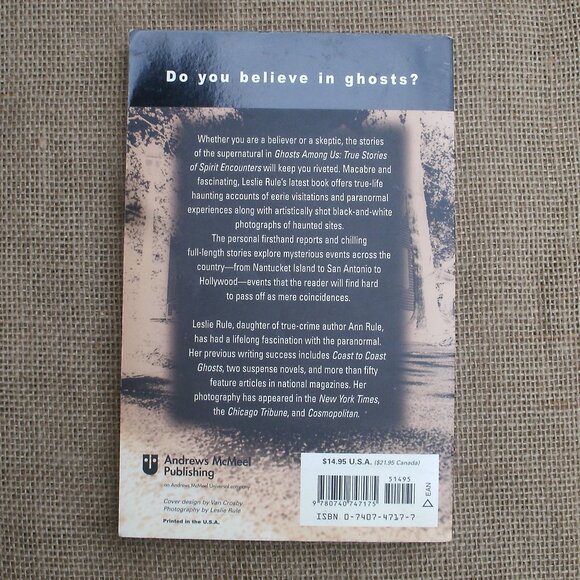 Do you believe in ghosts?
Whether you are a believer or a skeptic, the stories
of the supernatural in Ghosts Among Us: True Stories
of Spirit Encounters will keep you riveted. Macabre and
fascinating, Leslie Rule's latest book offers true-life
haunting accounts of eerie visitations and paranormal
experiences along with artistically shot black-and-white
photographs of haunted sites.
The personal firsthand reports and chilling
full-length stories explore mysterious events across the
country—from Nantucket Island to San Antonio to
Hollywood—events that the reader will find hard
to pass off as mere coincidences.
Leslie Rule, daughter of true-crime author Ann Rule,
has had a lifelong fascination with the paranormal.
Her previous writing success includes Coast to Coast
Ghosts, two suspense novels, and more than fifty
feature articles in national magazines. Her
photography has appeared in the New York Times,
the Chicago Tribune, and Cosmopolitan.
Andrews McMeel
Publishing
an Andrews McMeel Universal company
Cover design by Van Crosby
Photography by Leslie Rule
Printed in the U.S.A.
$14.95 U.S.A. ($21.95 Canada)
51495
9 780740 747175
EAN
ISBN 0-7407-4717-7